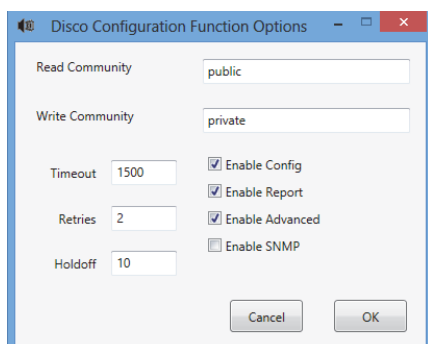 Disco Configuration Function Options
Read Community public
Write Community private
Timeout 1500 Enable Config
Enable Report
Retries 2 Enable Advanced
Enable SNMP
Holdoff 10
Cancel OK